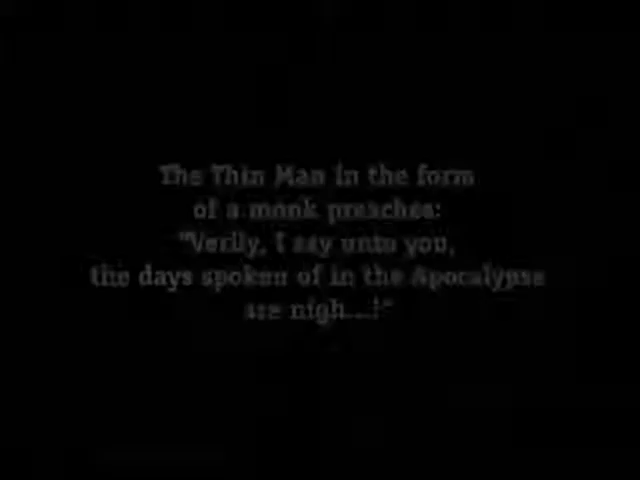 The Thin Man in the form
of a monk preaches:
"Verily, I say unto you,
the days spoken of in the Apocalypse
are nigh...!"